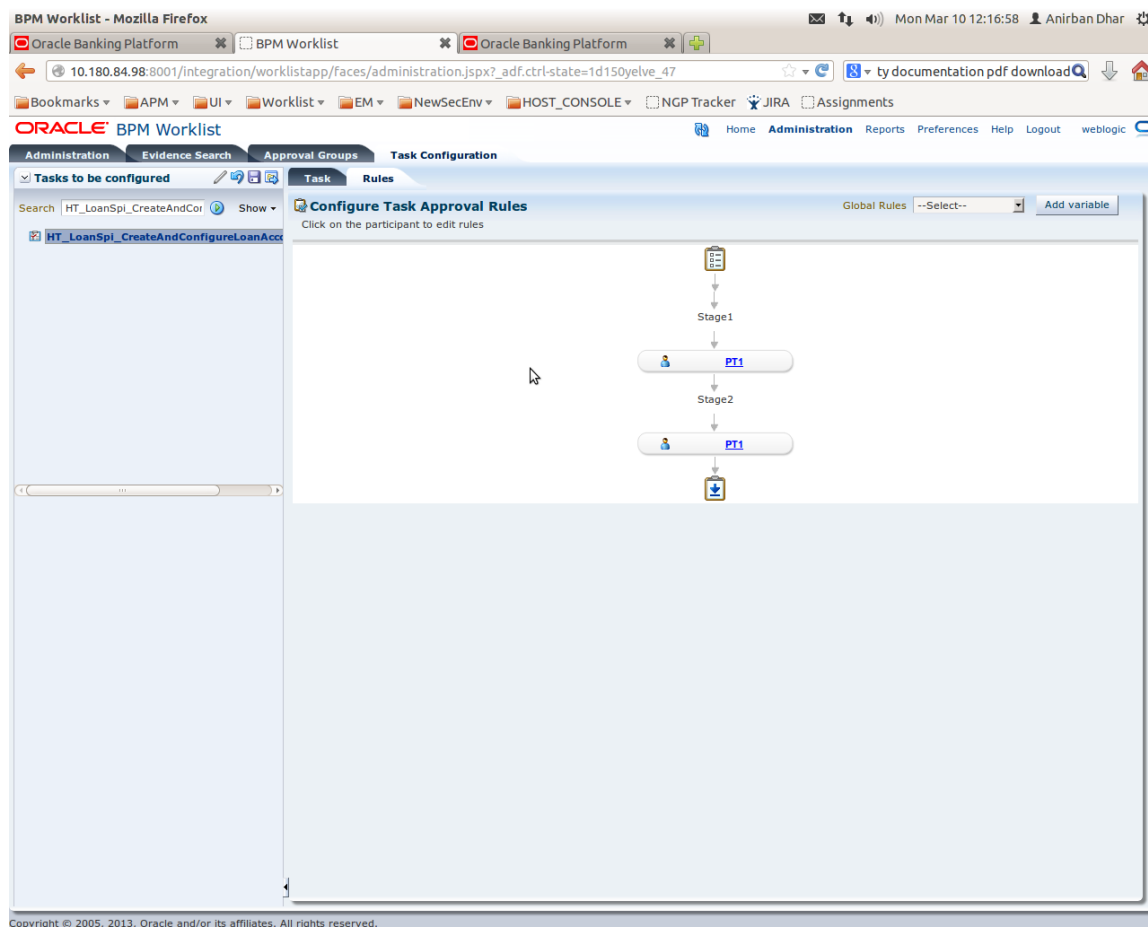 BPM Worklist - Mozilla Firefox
Mon Mar 10 12:16:58 Anirban Dhar
Oracle Banking Platform BPM Worklist Oracle Banking Platform
10.180.84.98:8001/integration/worklistapp/faces/administration.jspx?_adf.ctrl-state=1d150yelve_47 ty documentation pdf download
Bookmarks APM UI Worklist EM NewSecEnv HOST_CONSOLE NGP Tracker JIRA Assignments
ORACLE BPM Worklist Home Administration Reports Preferences Help Logout weblogic
Administration Evidence Search Approval Groups Task Configuration
Tasks to be configured Task Rules
Search HT_LoanSpi_CreateAndCor Show
Configure Task Approval Rules Global Rules --Select-- Add variable
Click on the participant to edit rules
HT_LoanSpi_CreateAndConfigureLoanAcco
Stage1
PT1
Stage2
PT1
Copyright © 2005, 2013, Oracle and/or its affiliates. All rights reserved.